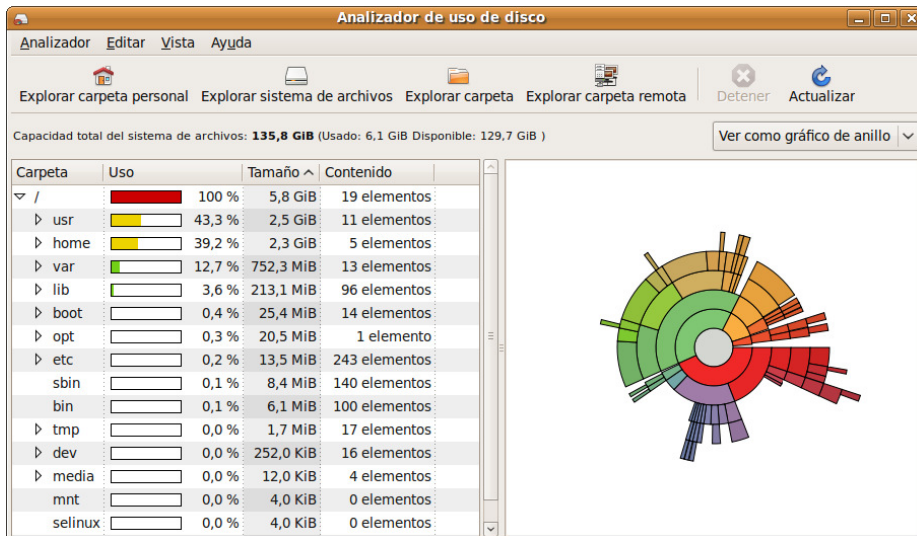 Analizador de uso de disco
Analizador Editar Vista Ayuda
Explorar carpeta personal Explorar sistema de archivos Explorar carpeta Explorar carpeta remota Detener Actualizar
Capacidad total del sistema de archivos: 135,8 GiB (Usado: 6,1 GiB Disponible: 129,7 GiB )
Ver como gráfico de anillo
Carpeta Uso Tamaño Contenido
/ 100 % 5,8 GiB 19 elementos
usr 43,3 % 2,5 GiB 11 elementos
home 39,2 % 2,3 GiB 5 elementos
var 12,7 % 752,3 MiB 13 elementos
lib 3,6 % 213,1 MiB 96 elementos
boot 0,4 % 25,4 MiB 14 elementos
opt 0,3 % 20,5 MiB 1 elemento
etc 0,2 % 13,5 MiB 243 elementos
sbin 0,1 % 8,4 MiB 140 elementos
bin 0,1 % 6,1 MiB 100 elementos
tmp 0,0 % 1,7 MiB 17 elementos
dev 0,0 % 252,0 KiB 16 elementos
media 0,0 % 12,0 KiB 4 elementos
mnt 0,0 % 4,0 KiB 0 elementos
selinux 0,0 % 4,0 KiB 0 elementos